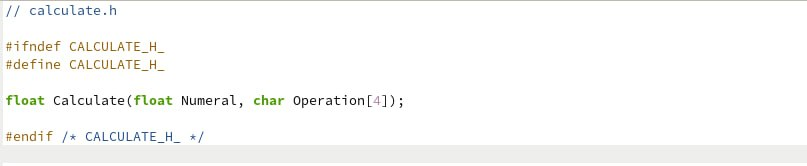 // calculate.h
#ifndef CALCULATE_H_
#define CALCULATE_H_
float Calculate(float Numeral, char Operation[4]);
#endif /* CALCULATE_H_ */